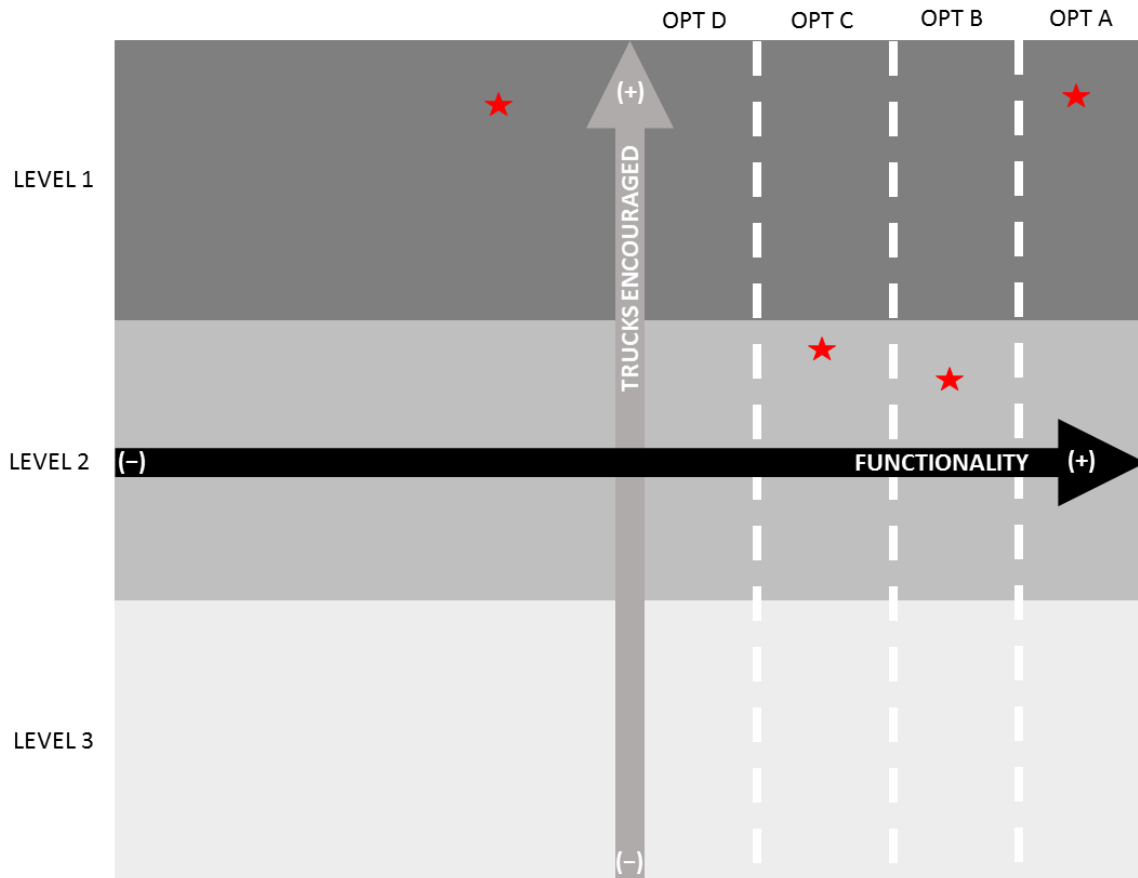 OPT D
OPT C
OPT B
OPT A
(+)
LEVEL 1
TRUCKS ENCOURAGED
LEVEL 2
(−)
FUNCTIONALITY
(+)
LEVEL 3
(−)